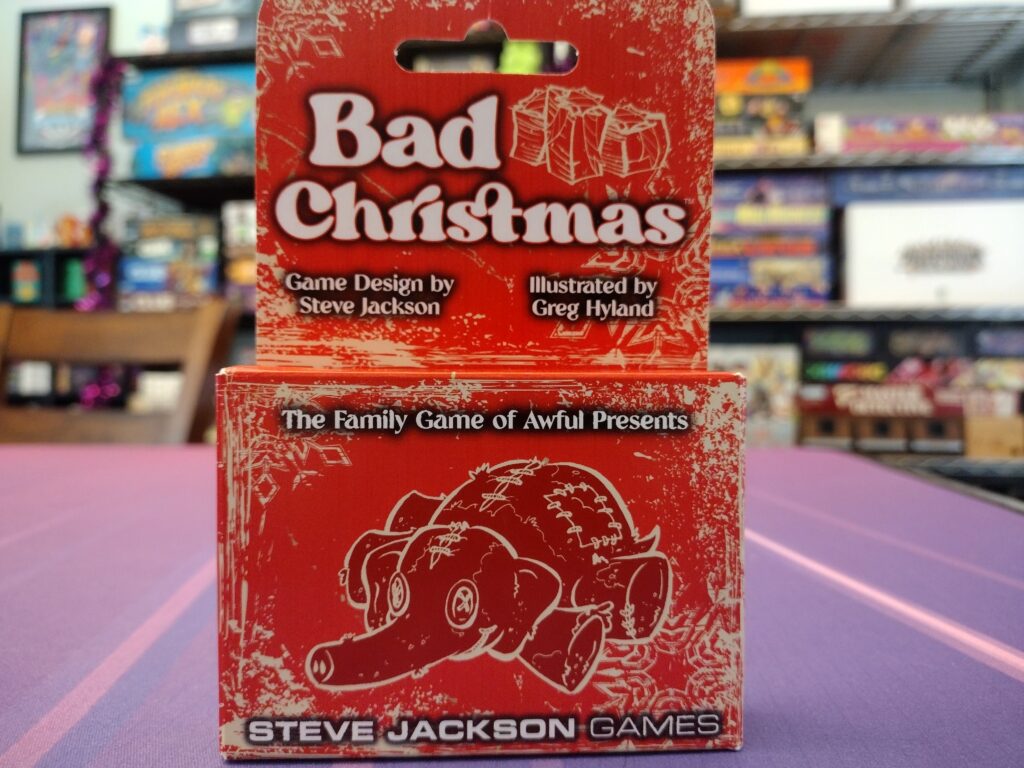 Bad
Christmas™
Game Design by
Steve Jackson
Illustrated by
Greg Hyland
The Family Game of Awful Presents
STEVE JACKSON GAMES